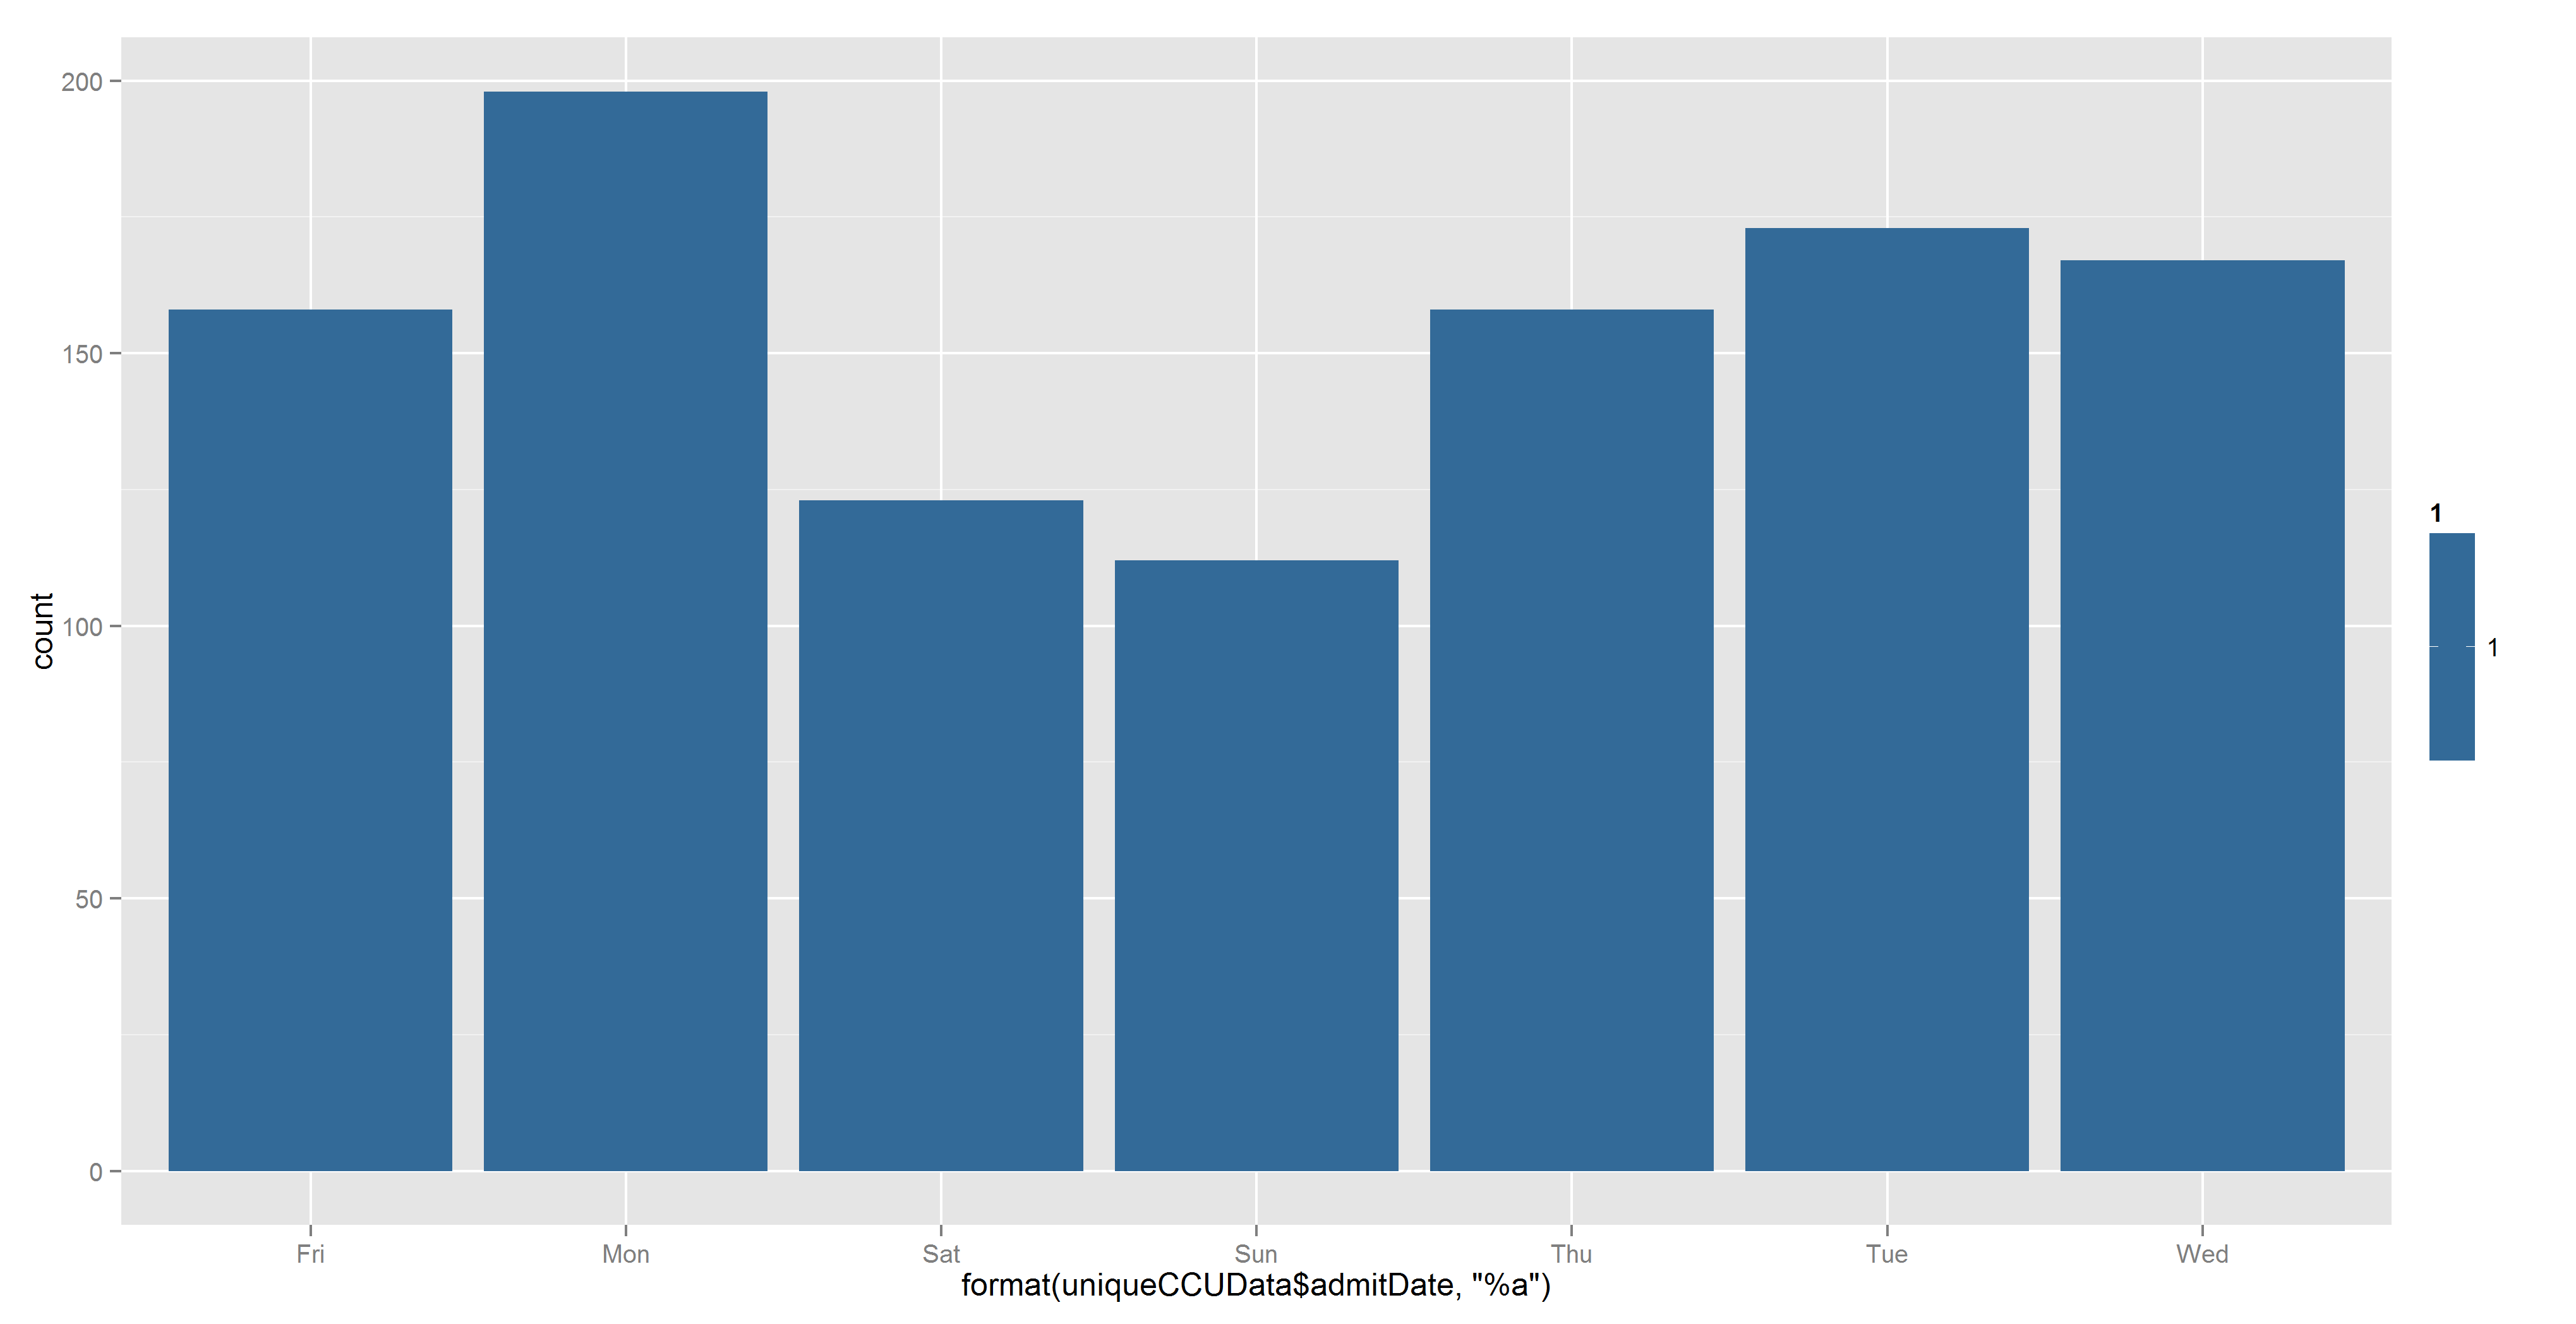 200
150
100
50
0
count
Fri Mon Sat Sun Thu Tue Wed
format(uniqueCCUData$admitDate, "%a")
1
1